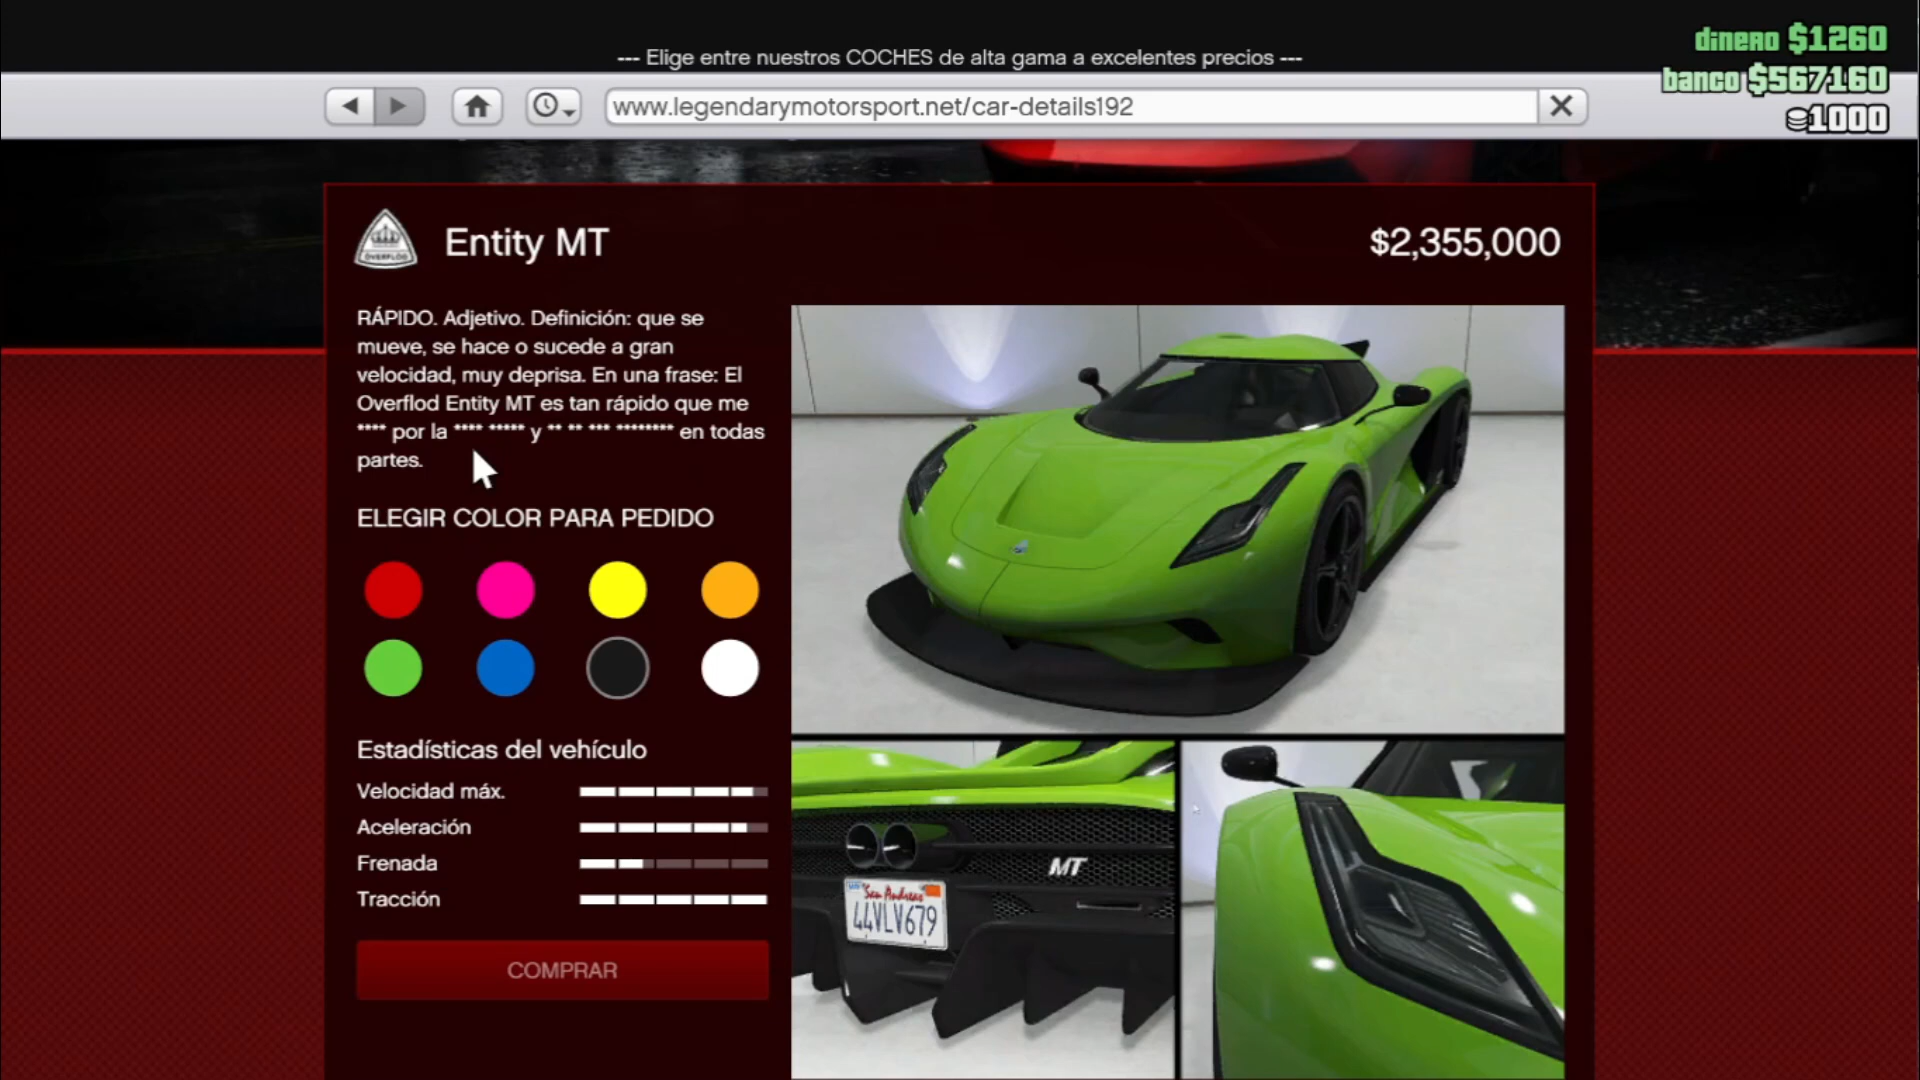 dinero $1260
--- Elige entre nuestros COCHES de alta gama a excelentes precios ---
banco $567160
www.legendarymotorsport.net/car-details192
1000
OVERFLOD
Entity MT
$2,355,000
RÁPIDO. Adjetivo. Definición: que se
mueve, se hace o sucede a gran
velocidad, muy deprisa. En una frase: El
Overflod Entity MT es tan rápido que me
**** por la **** ***** y ** ** *** ******** en todas
partes.
ELEGIR COLOR PARA PEDIDO
Estadísticas del vehículo
Velocidad máx.
Aceleración
Frenada
Tracción
COMPRAR
MT
San Andreas
44VLV679